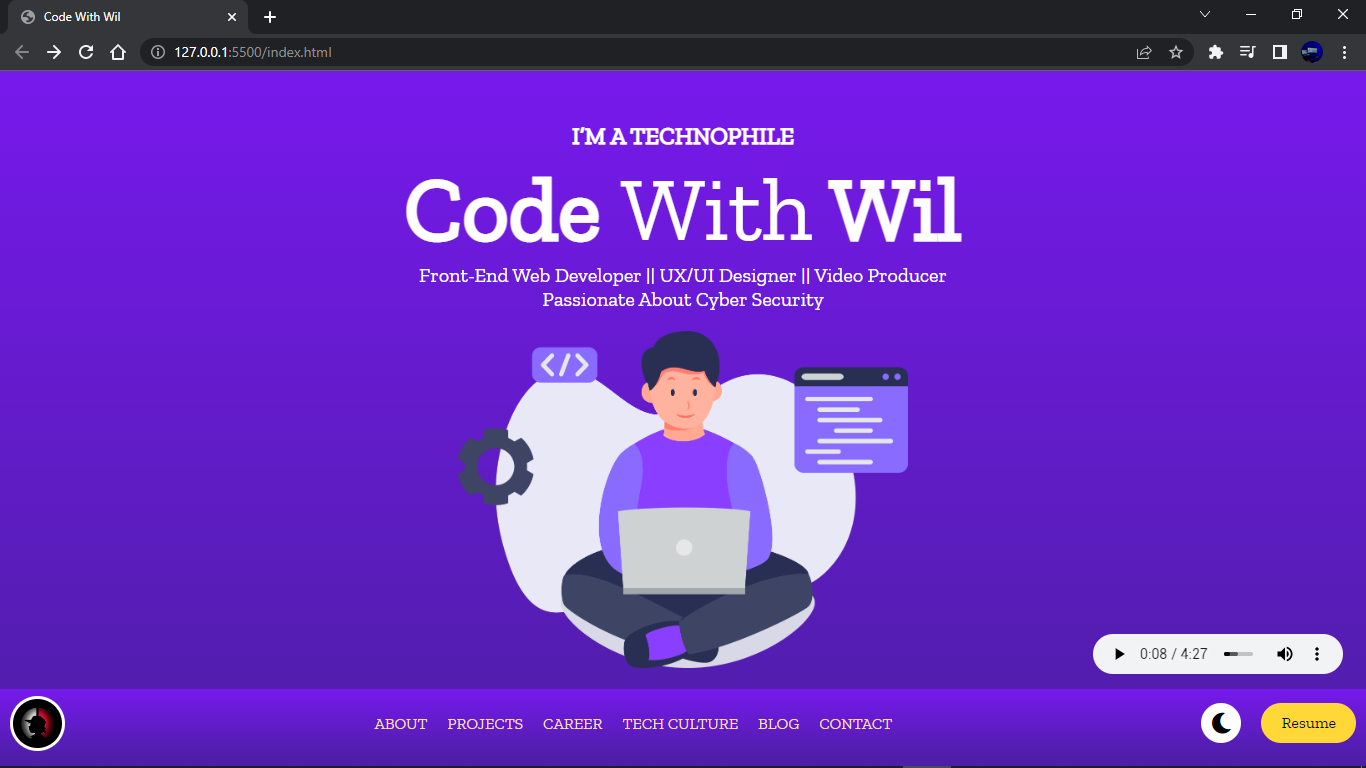 Code With Wil
127.0.0.1:5500/index.html
I'M A TECHNOPHILE
Code With Wil
Front-End Web Developer || UX/UI Designer || Video Producer
Passionate About Cyber Security
</>
0:08 / 4:27
ABOUT PROJECTS CAREER TECH CULTURE BLOG CONTACT
Resume